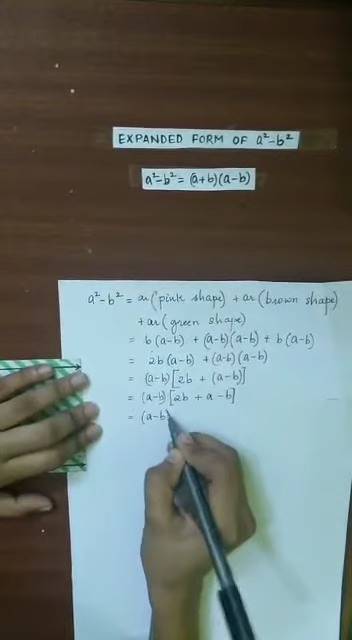 EXPANDED FORM OF a²-b²
a²-b² = (a+b)(a-b)
a²-b² = ar(pink shape) + ar(brown shape)
+ar(green shape)
= b(a-b) + (a-b)(a-b) + b(a-b)
= 2b(a-b) + (a-b)(a-b)
= (a-b)[2b + (a-b)]
= (a-b)[2b + a -b]
= (a-b)